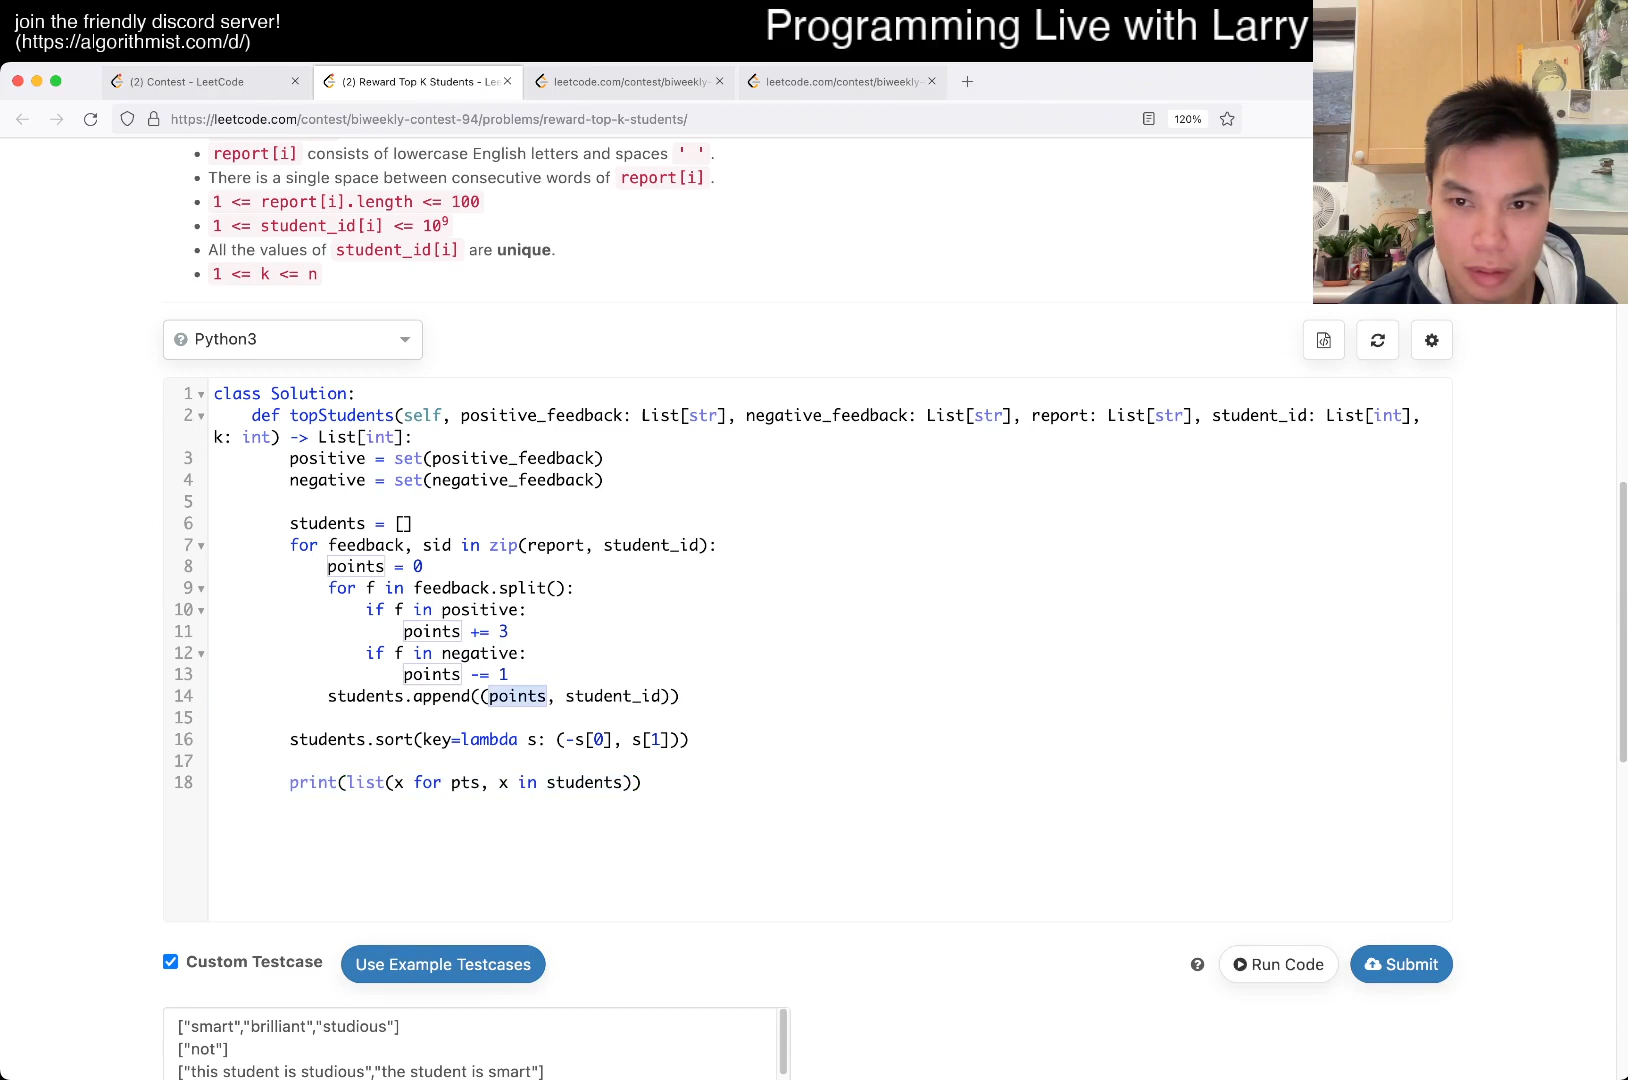 join the friendly discord server!
(https://algorithmist.com/d/)
Programming Live with Larry
(2) Contest - LeetCode
(2) Reward Top K Students - Lee
leetcode.com/contest/biweekly-
leetcode.com/contest/biweekly-
https://leetcode.com/contest/biweekly-contest-94/problems/reward-top-k-students/
120%
• report[i] consists of lowercase English letters and spaces ' '.
• There is a single space between consecutive words of report[i].
• 1 <= report[i].length <= 100
• 1 <= student_id[i] <= 10⁹
• All the values of student_id[i] are unique.
• 1 <= k <= n
Python3
1 class Solution:
2 def topStudents(self, positive_feedback: List[str], negative_feedback: List[str], report: List[str], student_id: List[int],
k: int) -> List[int]:
3 positive = set(positive_feedback)
4 negative = set(negative_feedback)
5
6 students = []
7 for feedback, sid in zip(report, student_id):
8 points = 0
9 for f in feedback.split():
10 if f in positive:
11 points += 3
12 if f in negative:
13 points -= 1
14 students.append((points, student_id))
15
16 students.sort(key=lambda s: (-s[0], s[1]))
17
18 print(list(x for pts, x in students))
Custom Testcase
Use Example Testcases
Run Code
Submit
["smart","brilliant","studious"]
["not"]
["this student is studious","the student is smart"]